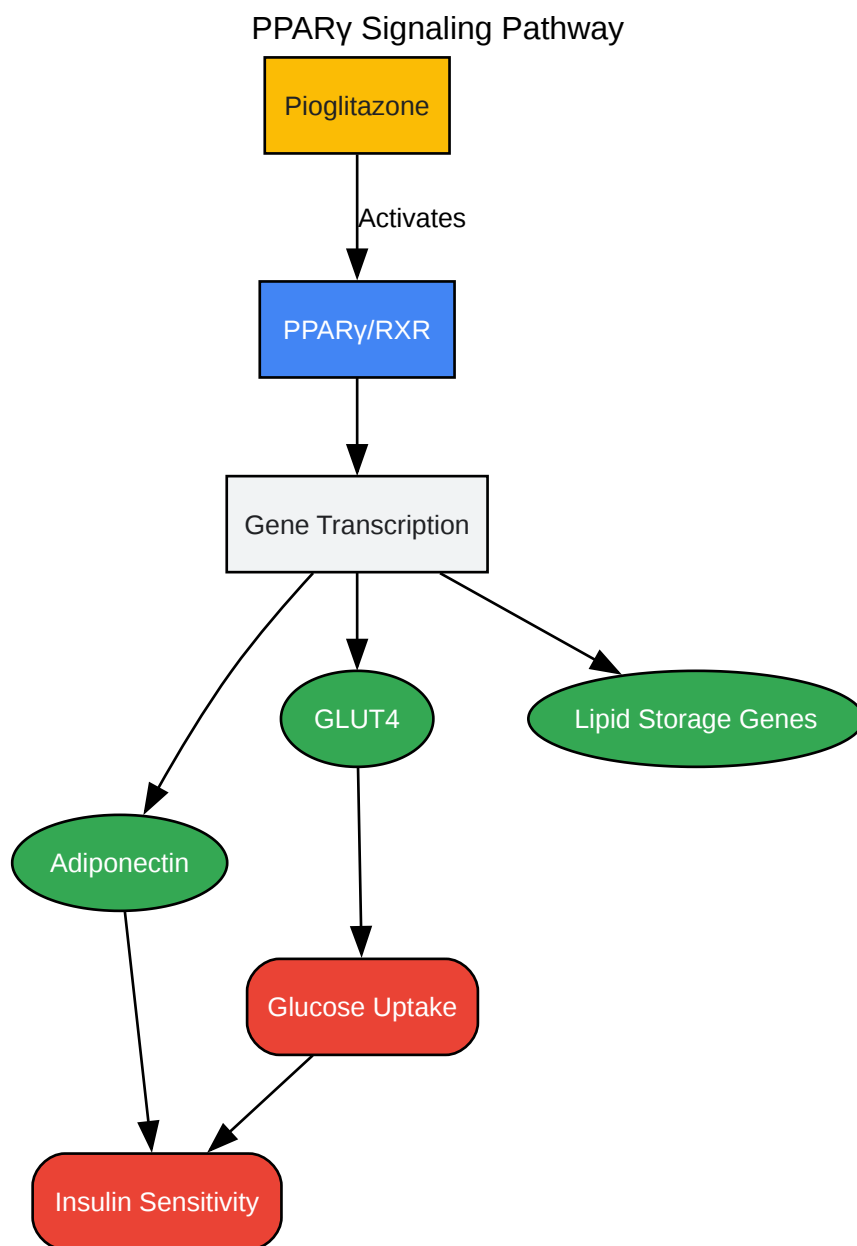 PPARγ Signaling Pathway
Pioglitazone
Activates
PPARγ/RXR
Gene Transcription
GLUT4
Lipid Storage Genes
Adiponectin
Glucose Uptake
Insulin Sensitivity